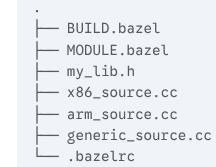 .
├── BUILD.bazel
├── MODULE.bazel
├── my_lib.h
├── x86_source.cc
├── arm_source.cc
├── generic_source.cc
└── .bazelrc